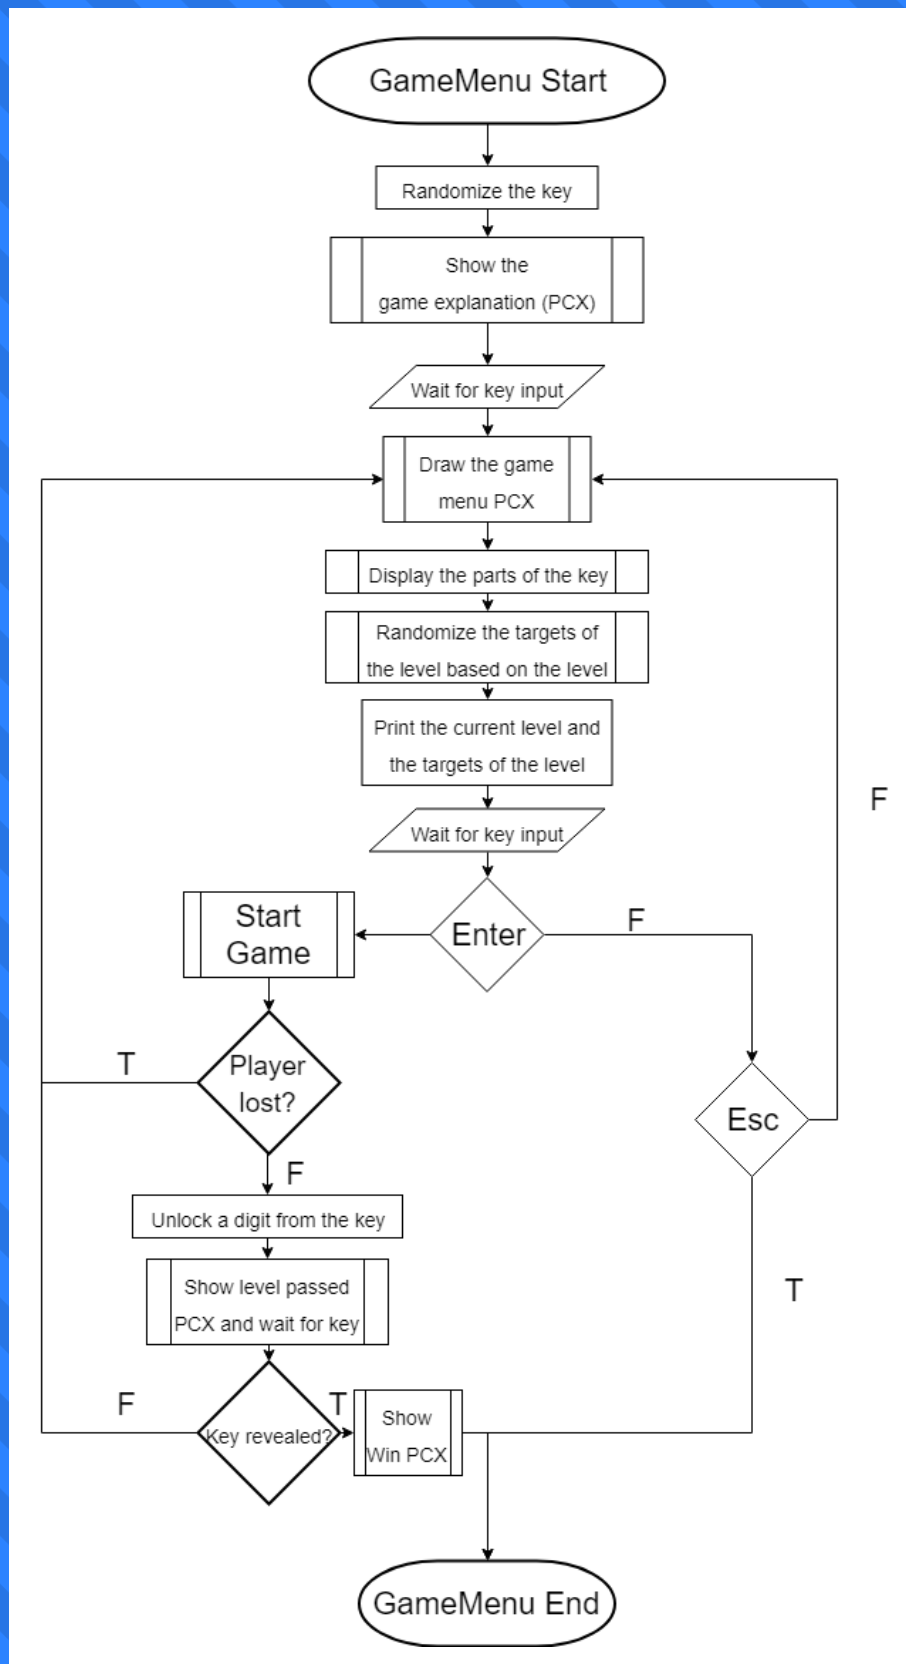 GameMenu Start
Randomize the key
Show the
game explanation (PCX)
Wait for key input
Draw the game
menu PCX
Display the parts of the key
Randomize the targets of
the level based on the level
Print the current level and
the targets of the level
F
Wait for key input
Enter
F
Start
Game
Player
lost?
T
Esc
F
Unlock a digit from the key
Show level passed
PCX and wait for key
T
F
T
Key revealed?
Show
Win PCX
GameMenu End